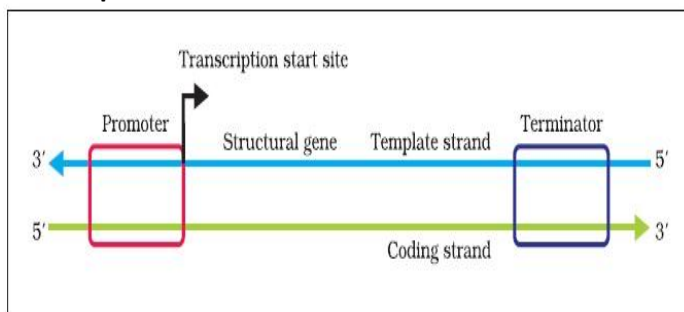 Transcription start site
Promoter
Structural gene
Template strand
Terminator
3′
5′
5′
3′
Coding strand